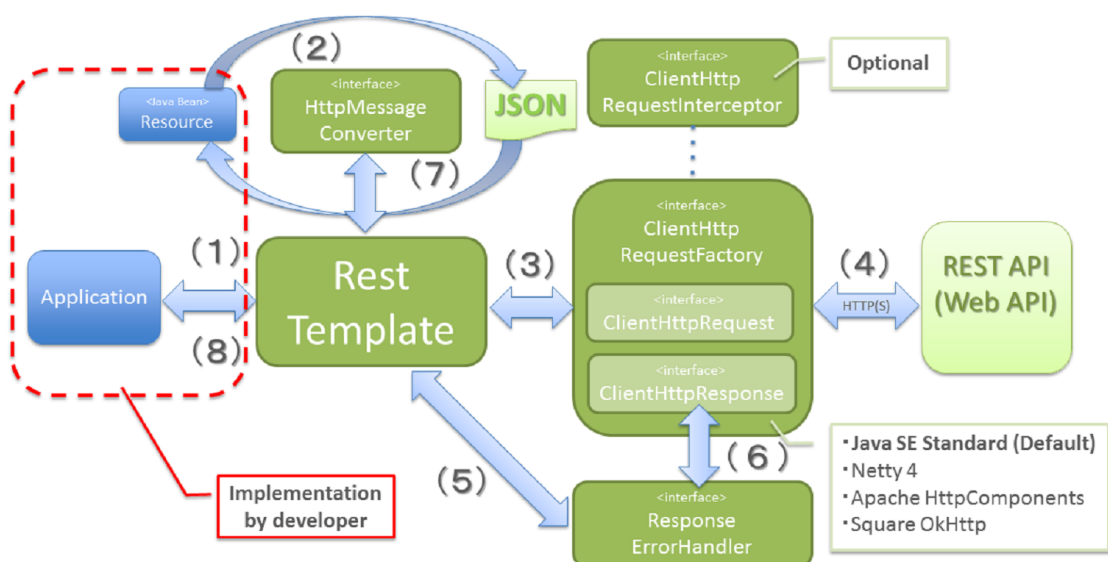 (2)
<interface>
HttpMessage
Converter
<Java Bean>
Resource
JSON
<interface>
ClientHttp
RequestInterceptor
Optional
(7)
(1)
Application
(8)
Rest
Template
(3)
<interface>
ClientHttp
RequestFactory
<interface>
ClientHttpRequest
<interface>
ClientHttpResponse
(4)
HTTP(S)
REST API
(Web API)
(5)
(6)
Implementation
by developer
<interface>
Response
ErrorHandler
・Java SE Standard (Default)
・Netty 4
・Apache HttpComponents
・Square OkHttp